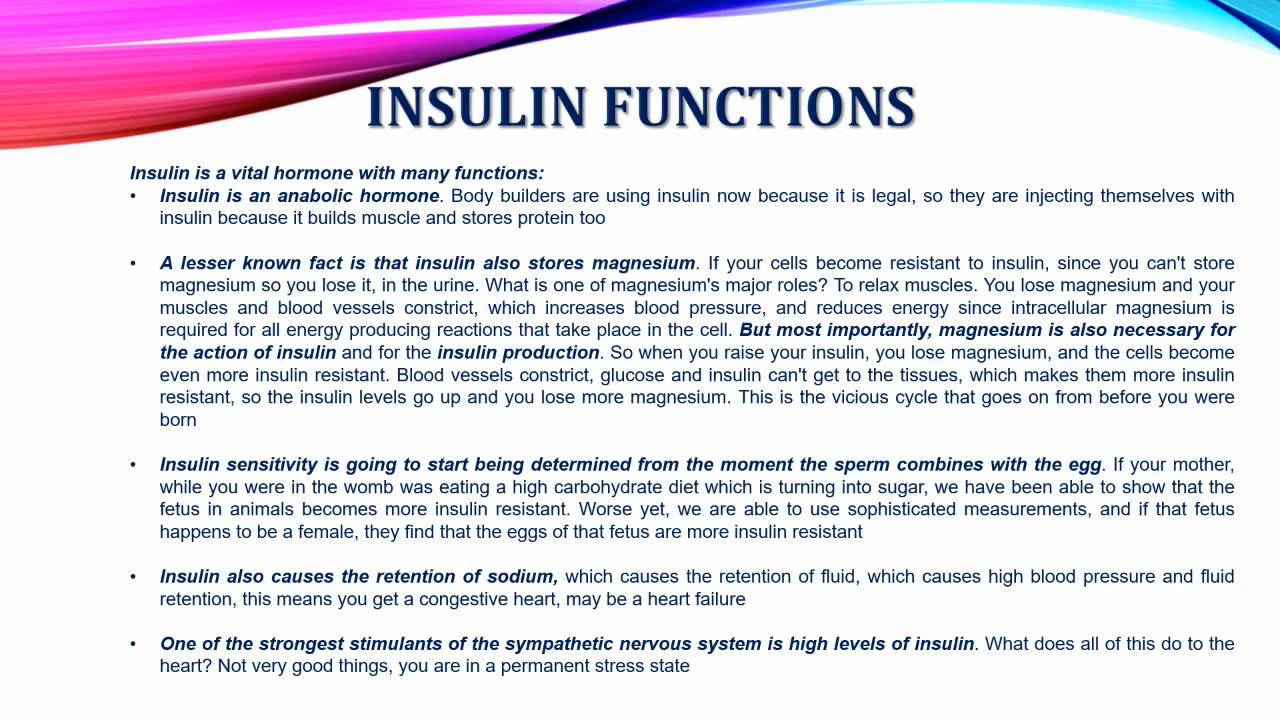 INSULIN FUNCTIONS
Insulin is a vital hormone with many functions:
• Insulin is an anabolic hormone. Body builders are using insulin now because it is legal, so they are injecting themselves with
insulin because it builds muscle and stores protein too
• A lesser known fact is that insulin also stores magnesium. If your cells become resistant to insulin, since you can't store
magnesium so you lose it, in the urine. What is one of magnesium's major roles? To relax muscles. You lose magnesium and your
muscles and blood vessels constrict, which increases blood pressure, and reduces energy since intracellular magnesium is
required for all energy producing reactions that take place in the cell. But most importantly, magnesium is also necessary for
the action of insulin and for the insulin production. So when you raise your insulin, you lose magnesium, and the cells become
even more insulin resistant. Blood vessels constrict, glucose and insulin can't get to the tissues, which makes them more insulin
resistant, so the insulin levels go up and you lose more magnesium. This is the vicious cycle that goes on from before you were
born
• Insulin sensitivity is going to start being determined from the moment the sperm combines with the egg. If your mother,
while you were in the womb was eating a high carbohydrate diet which is turning into sugar, we have been able to show that the
fetus in animals becomes more insulin resistant. Worse yet, we are able to use sophisticated measurements, and if that fetus
happens to be a female, they find that the eggs of that fetus are more insulin resistant
• Insulin also causes the retention of sodium, which causes the retention of fluid, which causes high blood pressure and fluid
retention, this means you get a congestive heart, may be a heart failure
• One of the strongest stimulants of the sympathetic nervous system is high levels of insulin. What does all of this do to the
heart? Not very good things, you are in a permanent stress state